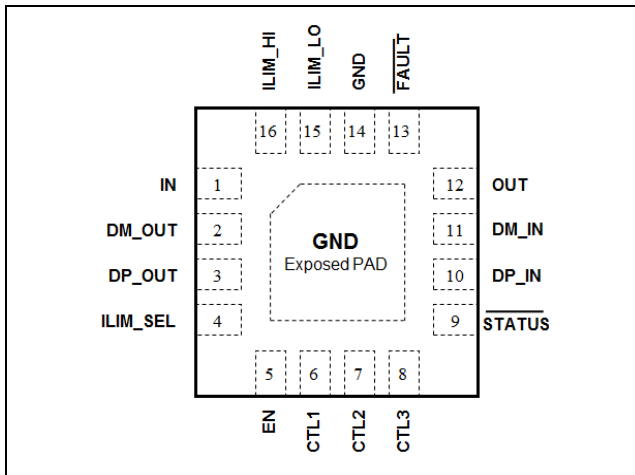 ILIM_HI
ILIM_LO
GND
FAULT
16
15
14
13
IN
1
12
OUT
DM_OUT
2
11
DM_IN
GND
Exposed PAD
DP_OUT
3
10
DP_IN
ILIM_SEL
4
9
STATUS
5
6
7
8
EN
CTL1
CTL2
CTL3